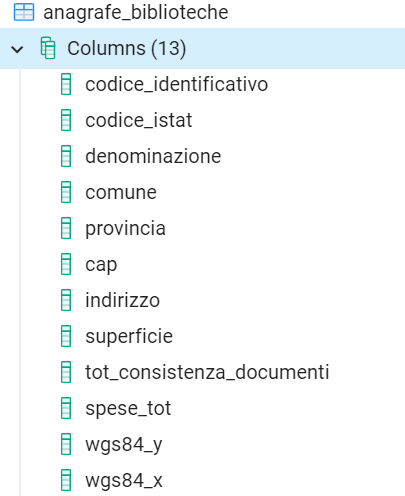 anagrafe_biblioteche
Columns (13)
codice_identificativo
codice_istat
denominazione
comune
provincia
cap
indirizzo
superficie
tot_consistenza_documenti
spese_tot
wgs84_y
wgs84_x